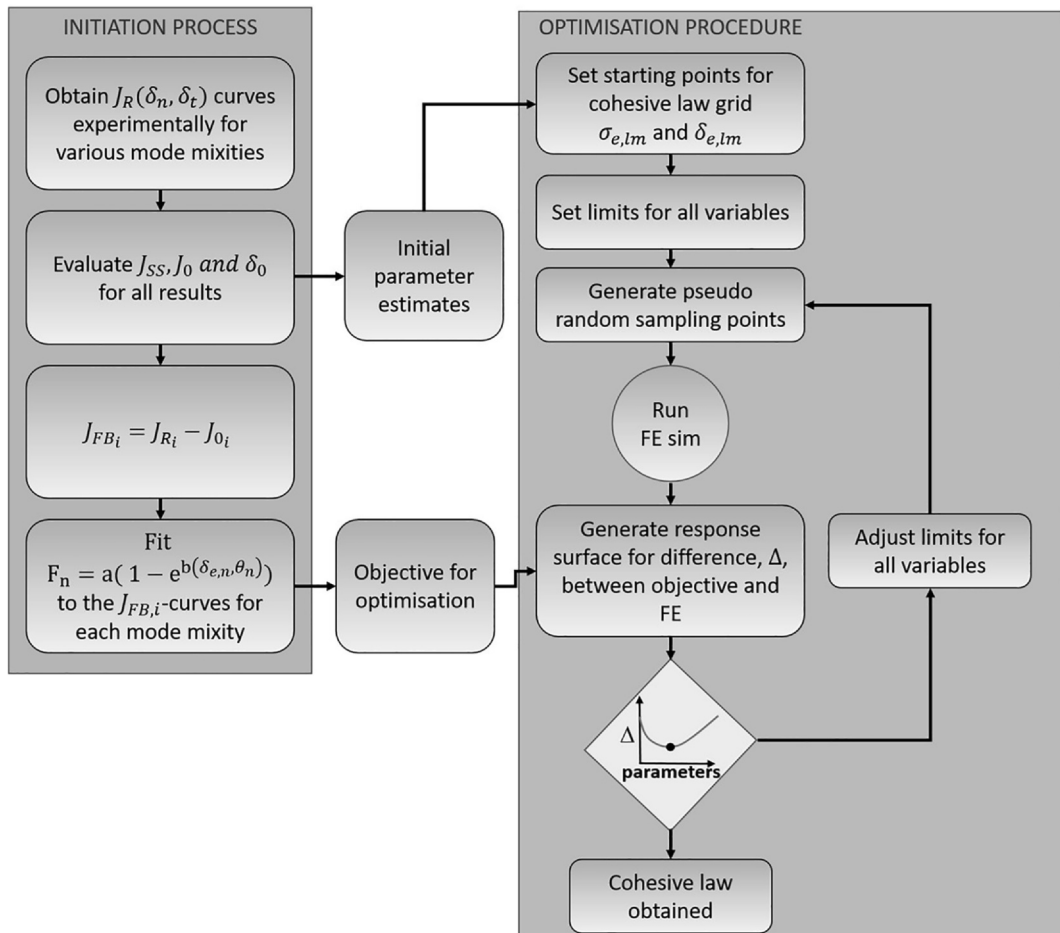 INITIATION PROCESS
Obtain J_R(δ_n, δ_t) curves
experimentally for
various mode mixities
Evaluate J_SS, J_0 and δ_0
for all results
J_FB_i = J_R_i − J_0_i
Fit
F_n = a( 1 − e^b(δ_e,n,θ_n))
to the J_FB,i-curves for
each mode mixity
Initial
parameter
estimates
Objective for
optimisation
OPTIMISATION PROCEDURE
Set starting points for
cohesive law grid
σ_e,lm and δ_e,lm
Set limits for all variables
Generate pseudo
random sampling points
Run
FE sim
Generate response
surface for difference, Δ,
between objective and
FE
Δ
parameters
Adjust limits for
all variables
Cohesive law
obtained